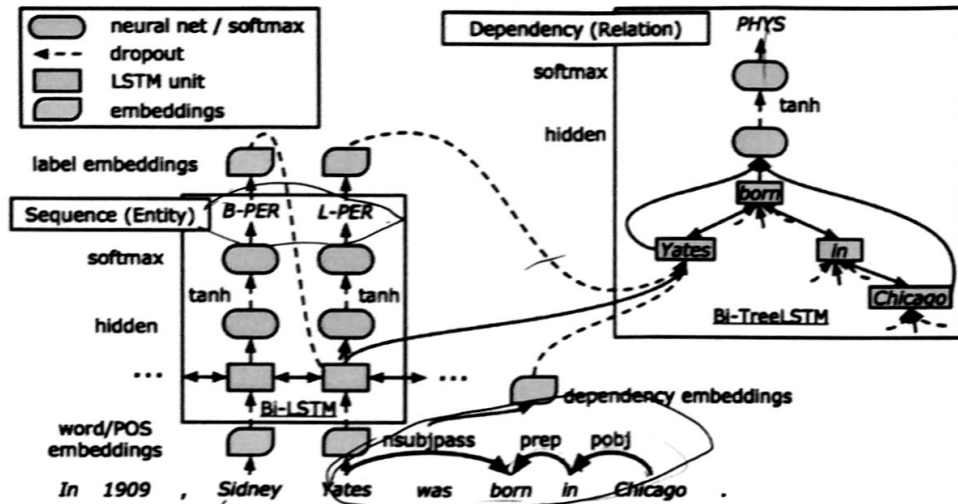 neural net / softmax
dropout
LSTM unit
embeddings
label embeddings
Sequence (Entity)
B-PER L-PER
softmax
tanh tanh
hidden
... ...
Bi-LSTM
word/POS
embeddings
dependency embeddings
nsubjpass prep pobj
In 1909 , Sidney Yates was born in Chicago .
Dependency (Relation)
PHYS
softmax
tanh
hidden
born
Yates
in
Chicago
Bi-TreeLSTM